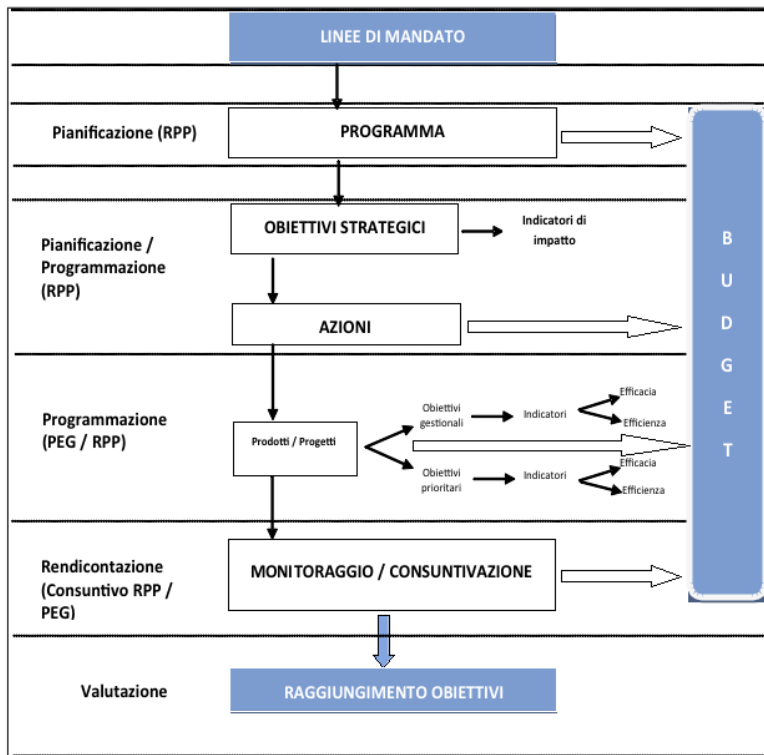 LINEE DI MANDATO
Pianificazione (RPP)
PROGRAMMA
OBIETTIVI STRATEGICI
Indicatori di
impatto
Pianificazione /
Programmazione
(RPP)
AZIONI
Programmazione
(PEG / RPP)
Prodotti / Progetti
Obiettivi
gestionali
Indicatori
Efficacia
Efficienza
Obiettivi
prioritari
Indicatori
Efficacia
Efficienza
Rendicontazione
(Consuntivo RPP /
PEG)
MONITORAGGIO / CONSUNTIVAZIONE
Valutazione
RAGGIUNGIMENTO OBIETTIVI
B
U
D
G
E
T